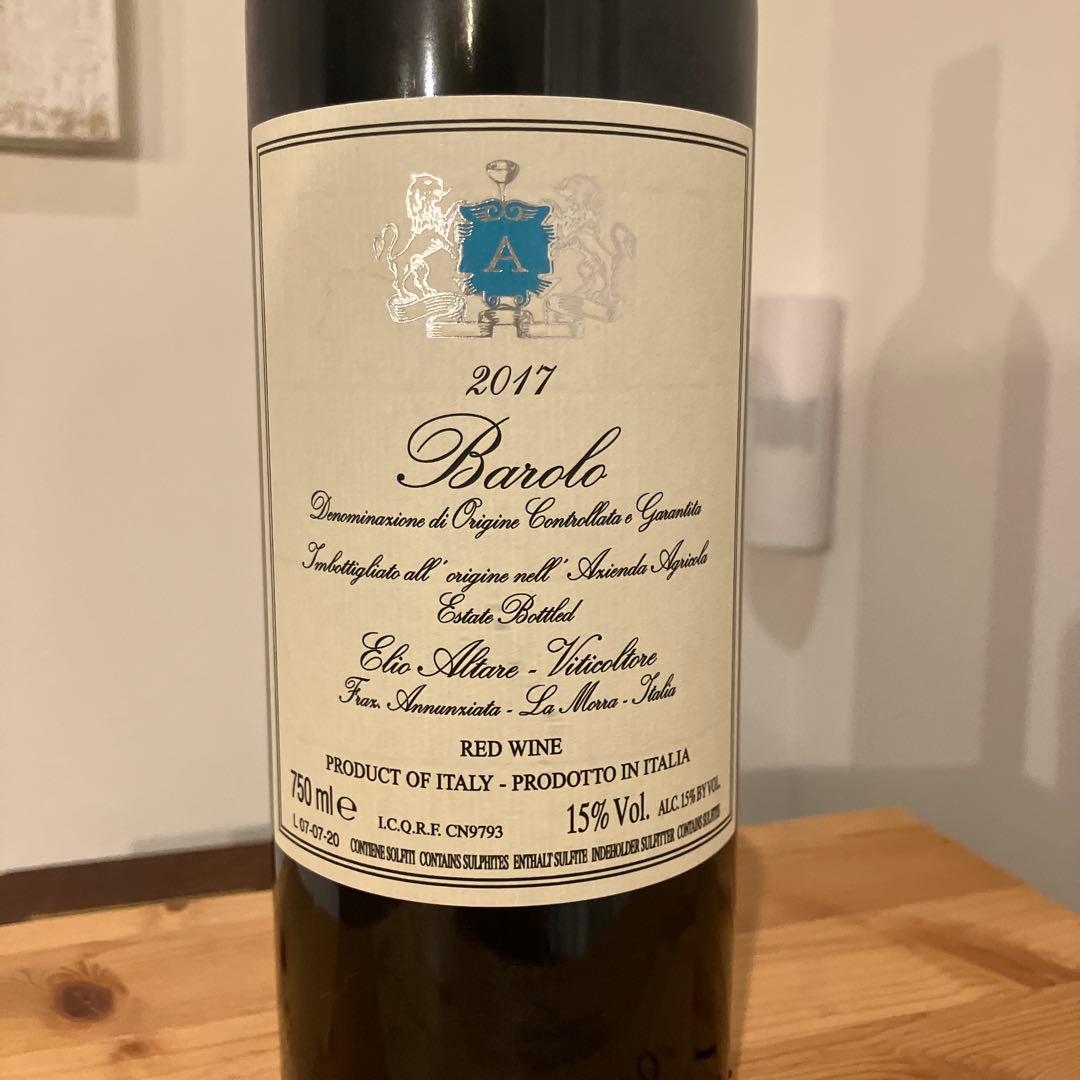 A
2017
Barolo
Denominazione di Origine Controllata e Garantita
Imbottigliato all' origine nell' Azienda Agricola
Estate Bottled
Elio Altare - Viticoltore
Fraz. Annunziata - La Morra - Italia
RED WINE
PRODUCT OF ITALY - PRODOTTO IN ITALIA
750 ml e 15% Vol. ALC. 15% BY VOL.
L 07-07-20 I.C.Q.R.F. CN9793
CONTIENE SOLFITI CONTAINS SULPHITES ENTHALT SULFITE INDEHOLDER SULFITTER CONTAINS SULFITES